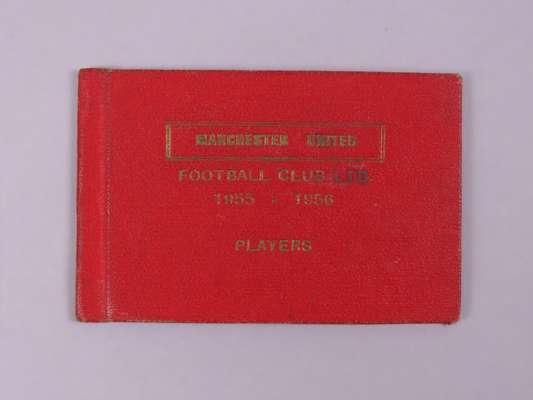 MANCHESTER UNITED
FOOTBALL CLUB LTD.
1955 - 1956
PLAYERS